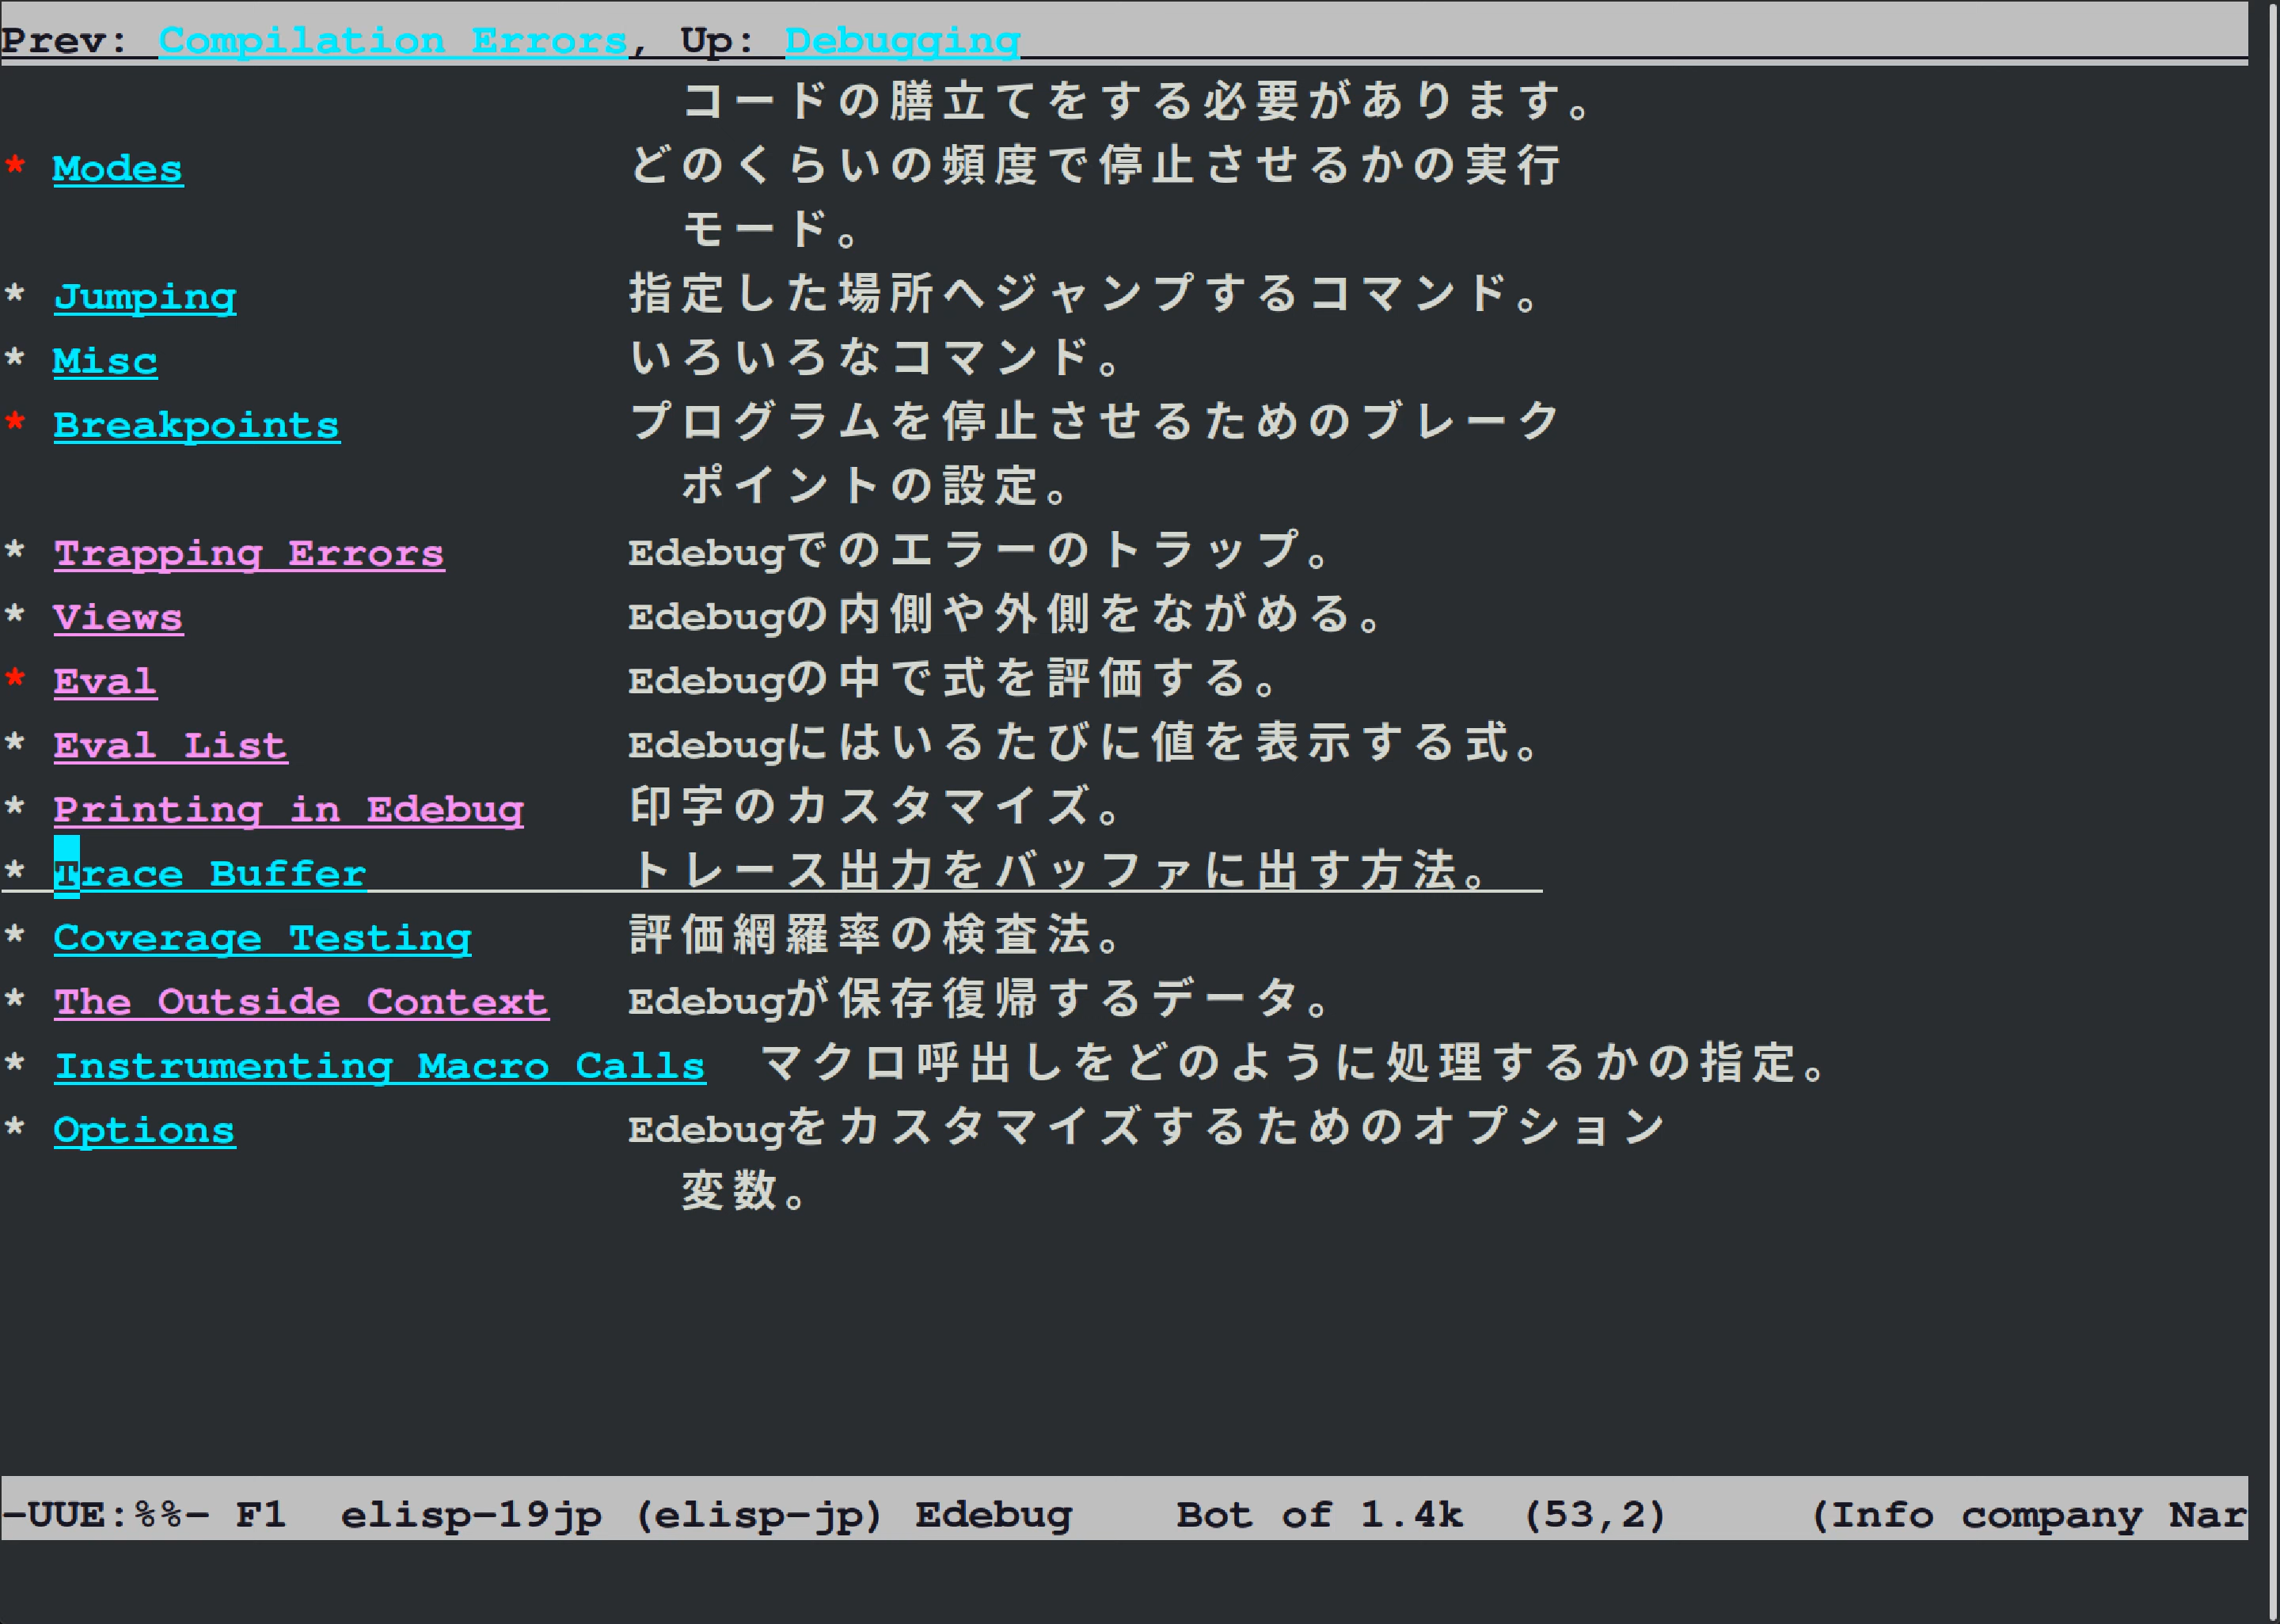 Prev: Compilation Errors, Up: Debugging
コードの膳立てをする必要があります。
* Modes どのくらいの頻度で停止させるかの実行
モード。
* Jumping 指定した場所へジャンプするコマンド。
* Misc いろいろなコマンド。
* Breakpoints プログラムを停止させるためのブレーク
ポイントの設定。
* Trapping Errors Edebugでのエラーのトラップ。
* Views Edebugの内側や外側をながめる。
* Eval Edebugの中で式を評価する。
* Eval List Edebugにはいるたびに値を表示する式。
* Printing in Edebug 印字のカスタマイズ。
* Trace Buffer トレース出力をバッファに出す方法。
* Coverage Testing 評価網羅率の検査法。
* The Outside Context Edebugが保存復帰するデータ。
* Instrumenting Macro Calls マクロ呼出しをどのように処理するかの指定。
* Options Edebugをカスタマイズするためのオプション
変数。
-UUE:%%- F1 elisp-19jp (elisp-jp) Edebug Bot of 1.4k (53,2) (Info company Nar